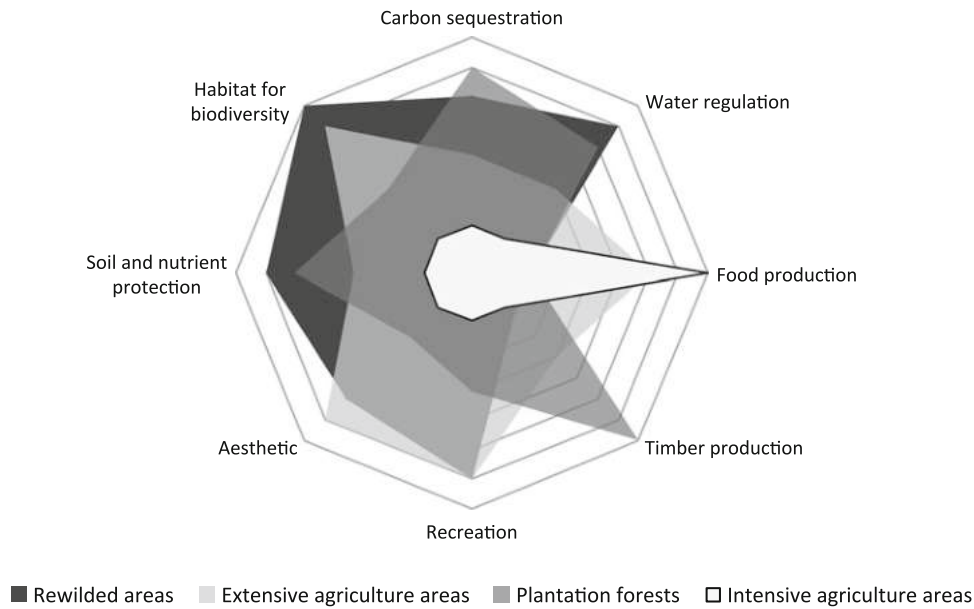 Carbon sequestration
Habitat for
biodiversity
Water regulation
Soil and nutrient
protection
Food production
Aesthetic
Timber production
Recreation
Rewilded areas
Extensive agriculture areas
Plantation forests
Intensive agriculture areas